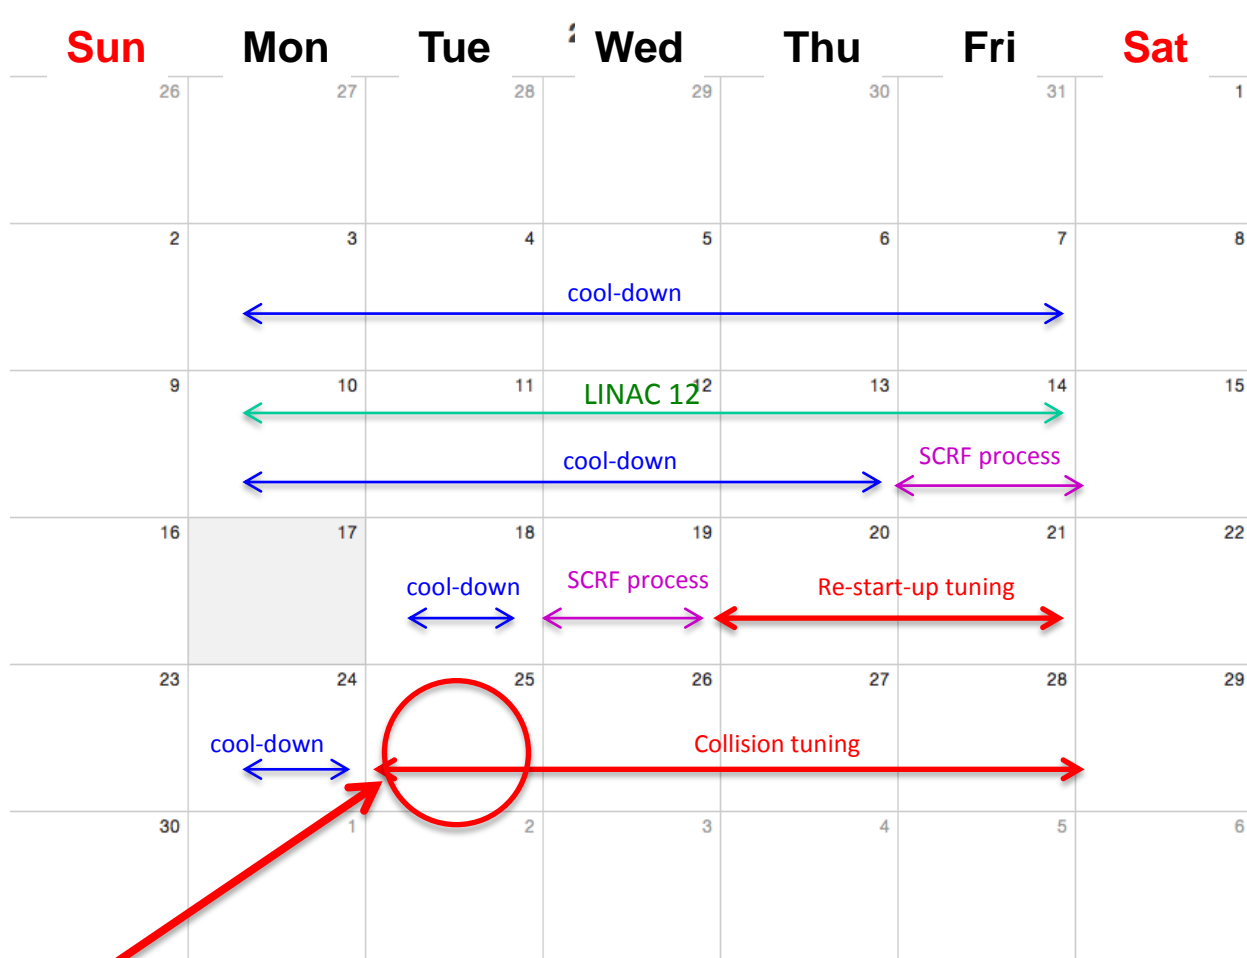 Sun Mon Tue Wed Thu Fri Sat
26 27 28 29 30 31 1
2 3 4 5 6 7 8
cool-down
9 10 11 12 13 14 15
LINAC 12
cool-down SCRF process
16 17 18 19 20 21 22
cool-down SCRF process Re-start-up tuning
23 24 25 26 27 28 29
cool-down Collision tuning
30 1 2 3 4 5 6